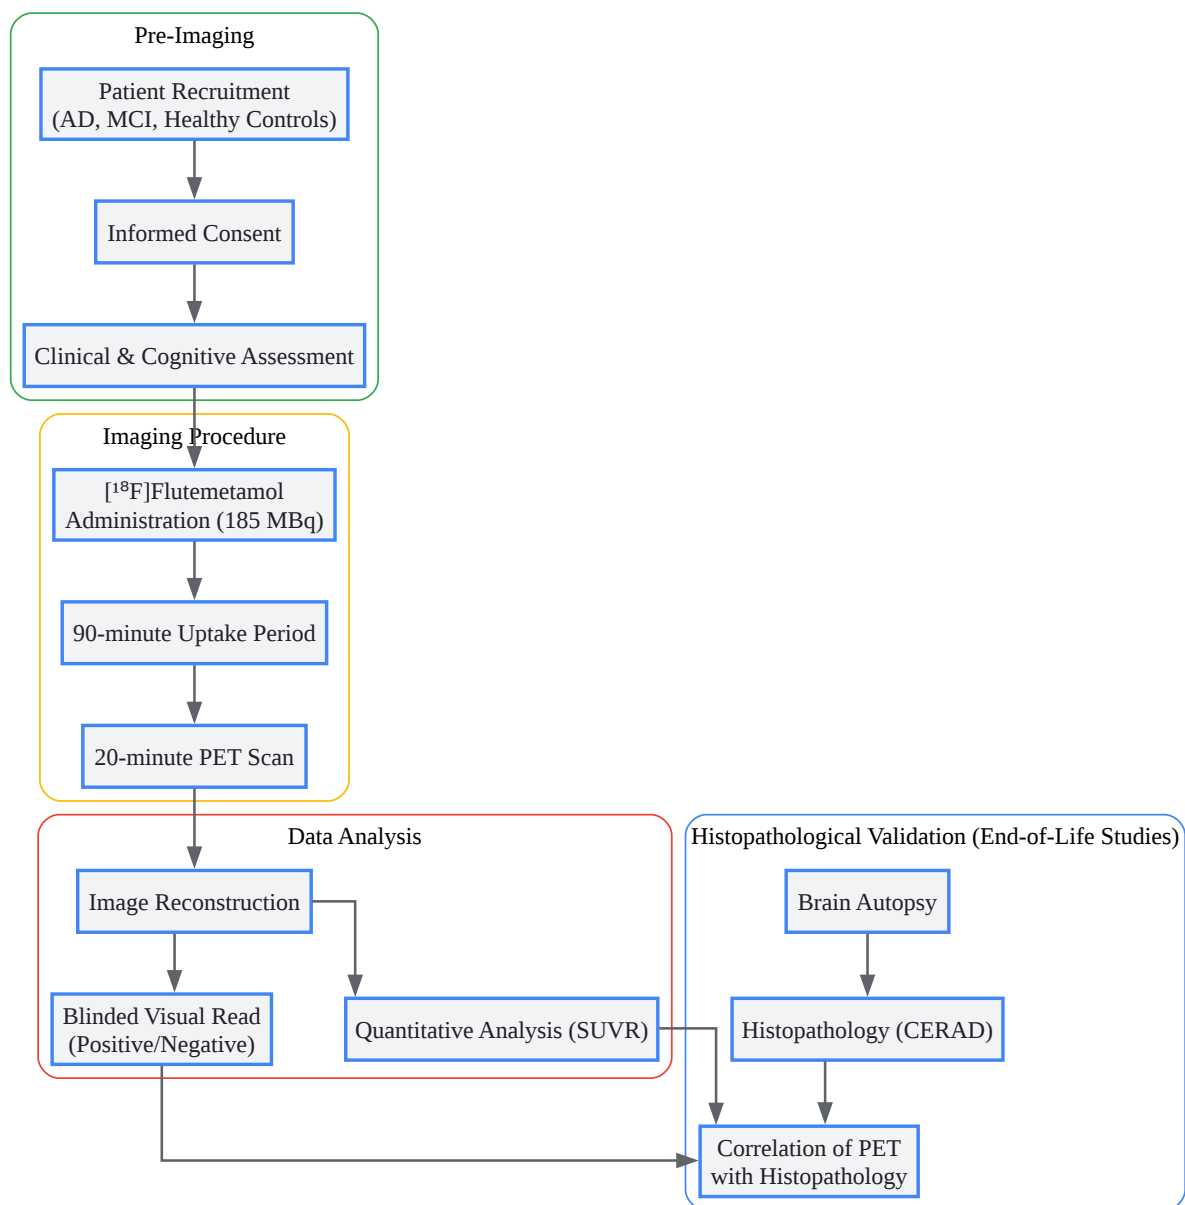 Pre-Imaging
Patient Recruitment
(AD, MCI, Healthy Controls)
Informed Consent
Clinical & Cognitive Assessment
Imaging Procedure
[¹⁸F]Flutemetamol
Administration (185 MBq)
90-minute Uptake Period
20-minute PET Scan
Data Analysis
Image Reconstruction
Blinded Visual Read
(Positive/Negative)
Quantitative Analysis (SUVR)
Histopathological Validation (End-of-Life Studies)
Brain Autopsy
Histopathology (CERAD)
Correlation of PET
with Histopathology